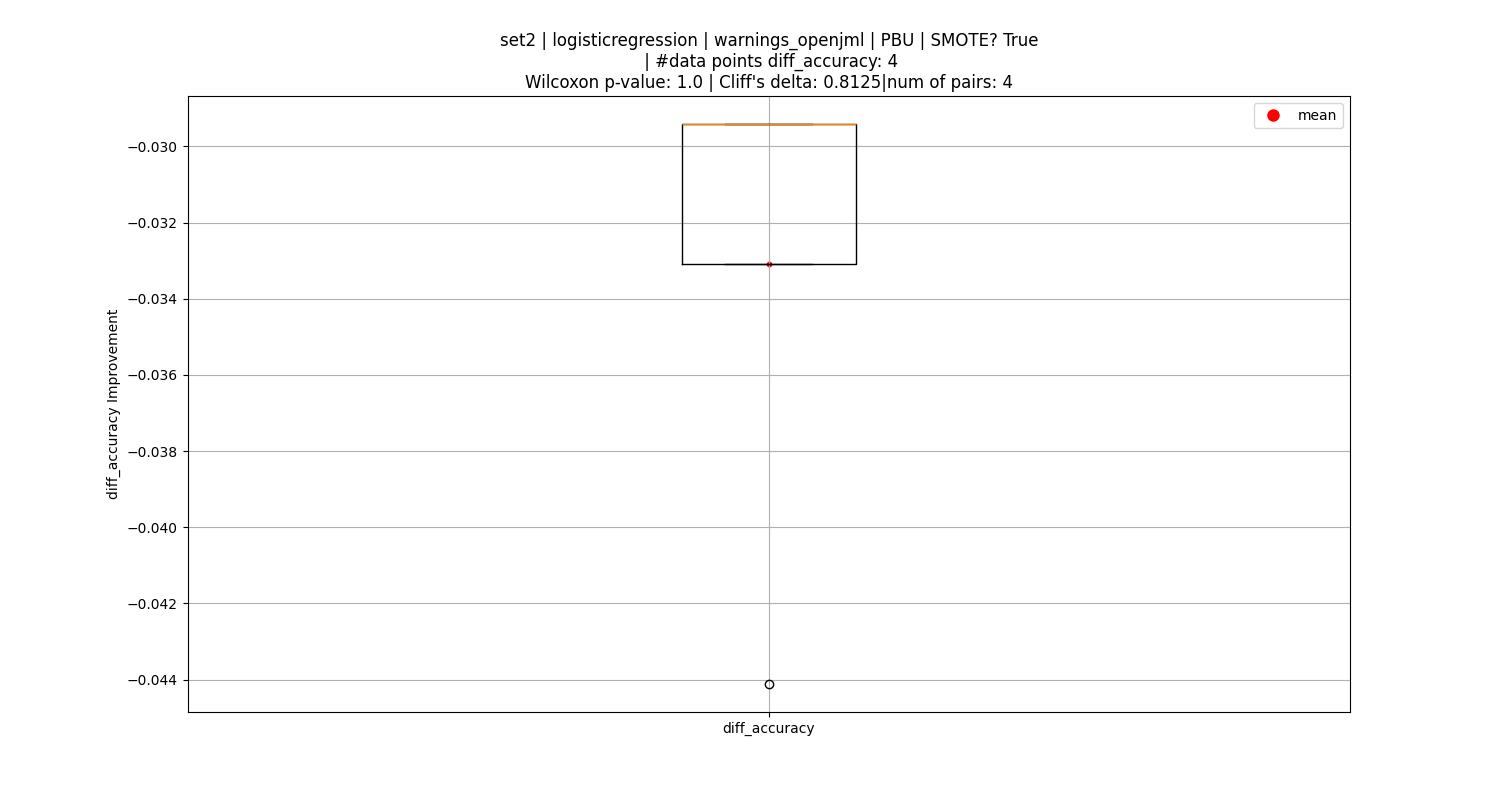 set2 | logisticregression | warnings_openjml | PBU | SMOTE? True
| #data points diff_accuracy: 4
Wilcoxon p-value: 1.0 | Cliff's delta: 0.8125|num of pairs: 4
mean
−0.030
−0.032
−0.034
−0.036
−0.038
−0.040
−0.042
−0.044
diff_accuracy Improvement
diff_accuracy